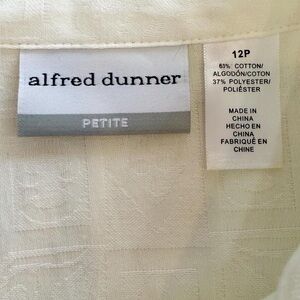 alfred dunner
PETITE
12P
63% COTTON/
ALGODÓN/COTON
37% POLYESTER/
POLIÉSTER
MADE IN
CHINA
HECHO EN
CHINA
FABRIQUÉ EN
CHINE